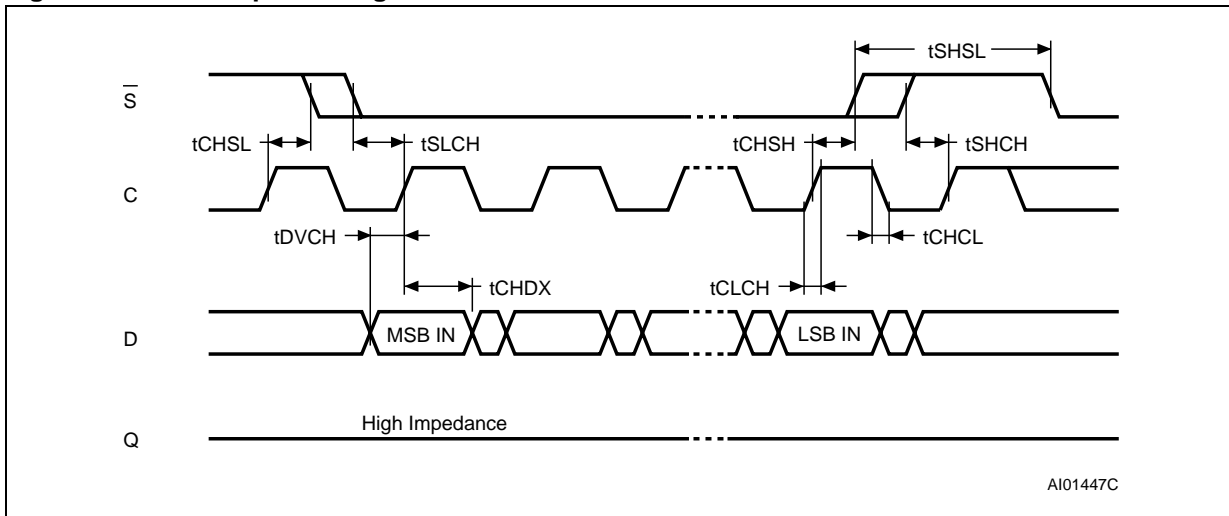 tSHSL
S
tCHSL
tSLCH
tCHSH
tSHCH
C
tDVCH
tCHCL
tCHDX
tCLCH
D
MSB IN
LSB IN
High Impedance
Q
AI01447C